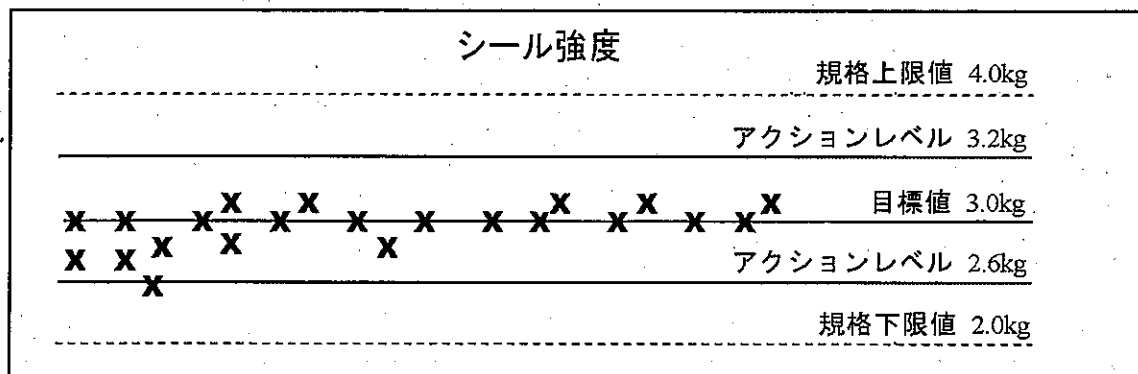 シール強度
規格上限値 4.0kg
アクションレベル 3.2kg
目標値 3.0kg
アクションレベル 2.6kg
規格下限値 2.0kg